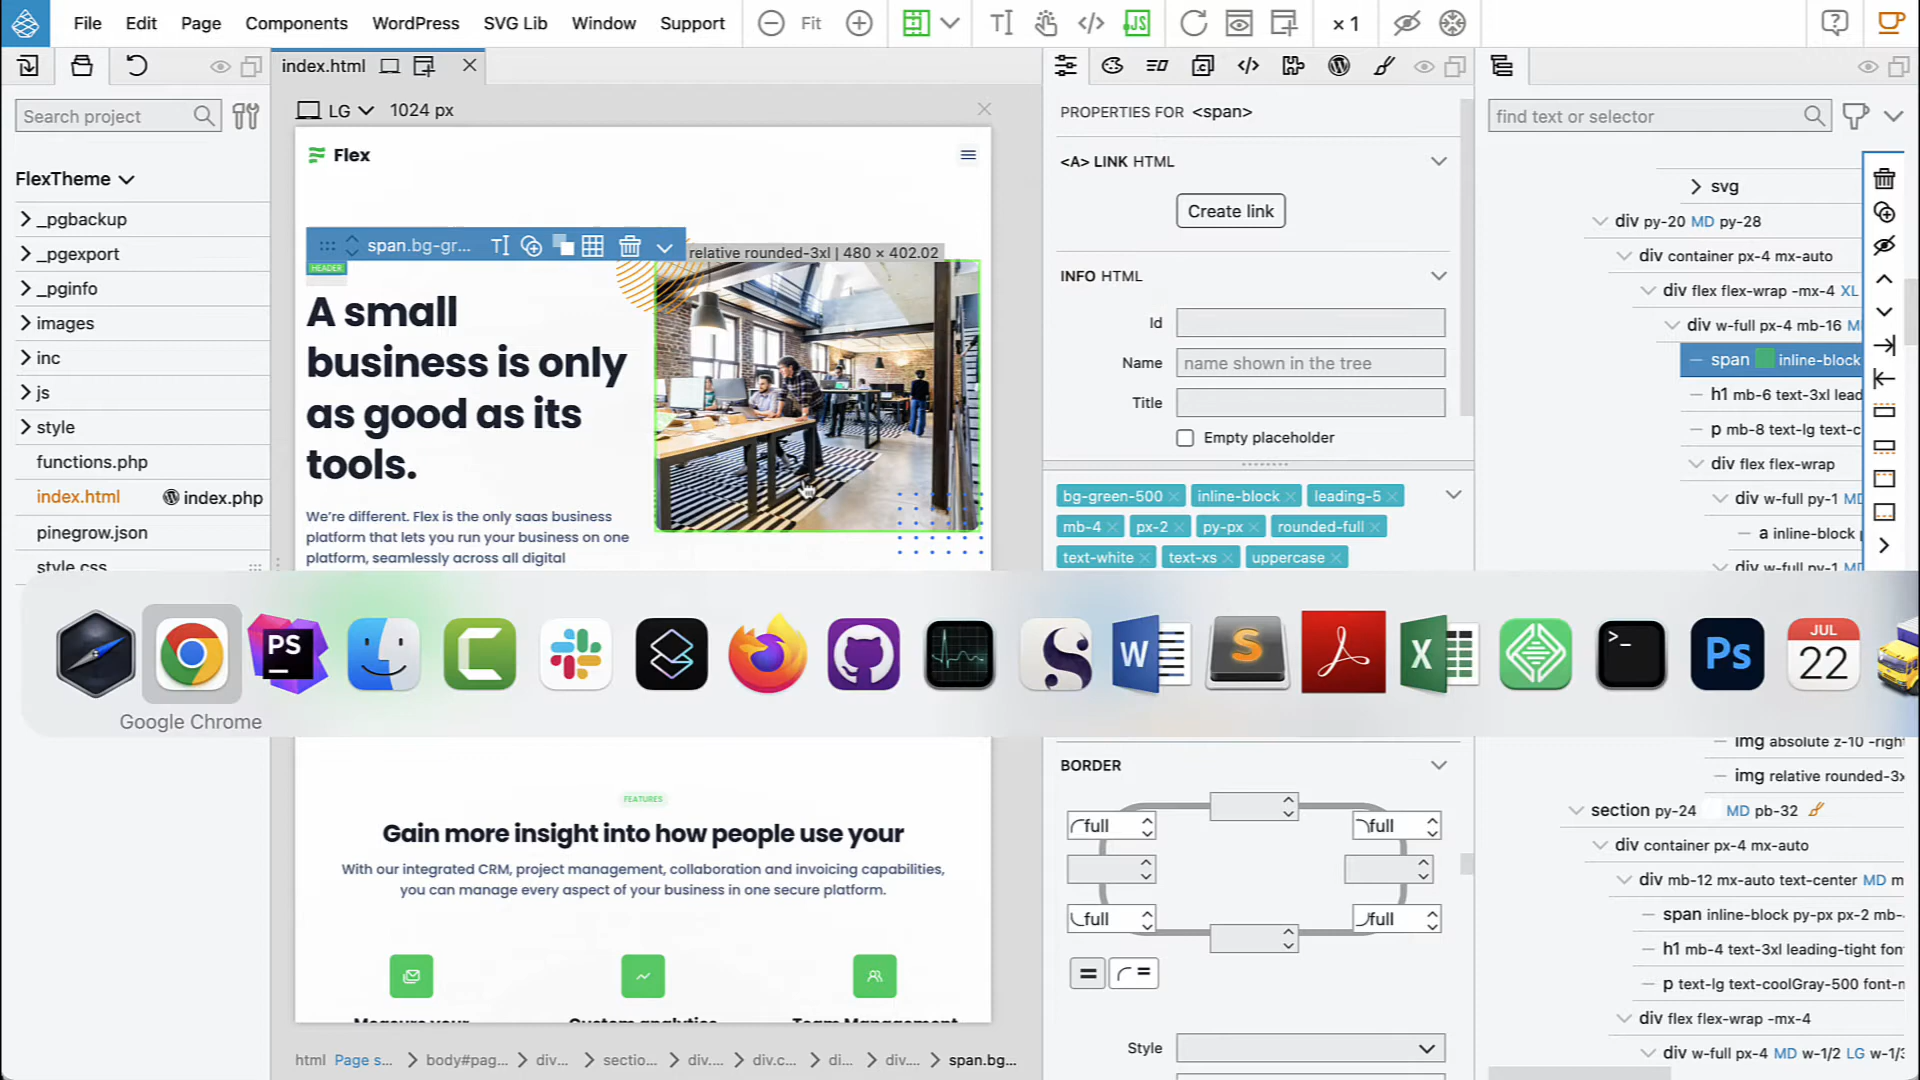 File Edit Page Components WordPress SVG Lib Window Support Fit JS × 1
index.html
Search project
LG 1024 px
FlexTheme
_pgbackup
_pgexport
_pginfo
images
inc
js
style
functions.php
index.html index.php
pinegrow.json
style.css
Flex
span.bg-gr...
relative rounded-3xl | 480 × 402.02
HEADER
A small
business is only
as good as its
tools.
We're different. Flex is the only saas business
platform that lets you run your business on one
platform, seamlessly across all digital
FEATURES
Gain more insight into how people use your
With our integrated CRM, project management, collaboration and invoicing capabilities,
you can manage every aspect of your business in one secure platform.
Measure your
Custom analytics
Team Management
html Page s... body#pag... div... sectio... div.... div.c... di... div.... span.bg...
PROPERTIES FOR <span>
<A> LINK HTML
Create link
INFO HTML
Id
Name name shown in the tree
Title
Empty placeholder
bg-green-500 inline-block leading-5
mb-4 px-2 py-px rounded-full
text-white text-xs uppercase
BORDER
full full
full full
Style
find text or selector
svg
div py-20 MD py-28
div container px-4 mx-auto
div flex flex-wrap -mx-4 XL
div w-full px-4 mb-16
span inline-block
h1 mb-6 text-3xl lead
p mb-8 text-lg text-c
div flex flex-wrap
div w-full py-1
a inline-block
div w-full py-1
img absolute z-10 -righ
img relative rounded-3
section py-24 MD pb-32
div container px-4 mx-auto
div mb-12 mx-auto text-center MD m
span inline-block py-px px-2 mb-
h1 mb-4 text-3xl leading-tight fon
p text-lg text-coolGray-500 font-n
div flex flex-wrap -mx-4
div w-full px-4 MD w-1/2 LG w-1/3
PS
W
S
X
>_
Ps
JUL
22
Google Chrome